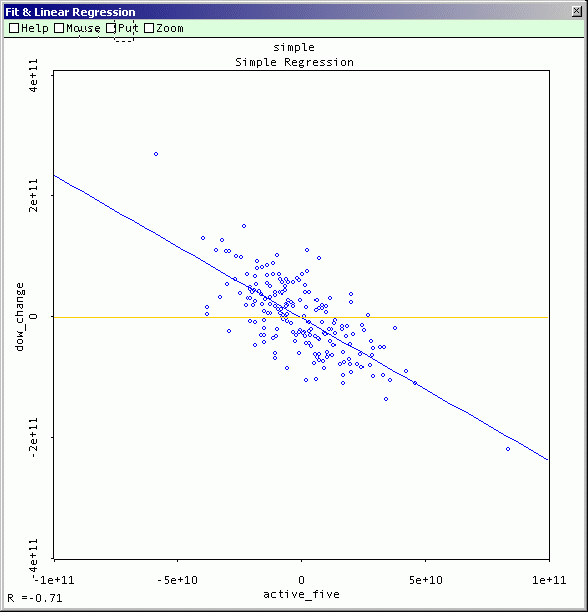 Fit & Linear Regression
Help Mouse Put Zoom
simple
Simple Regression
4e+11
2e+11
0
-2e+11
-4e+11
dow_change
-1e+11 -5e+10 0 5e+10 1e+11
active_five
R =-0.71